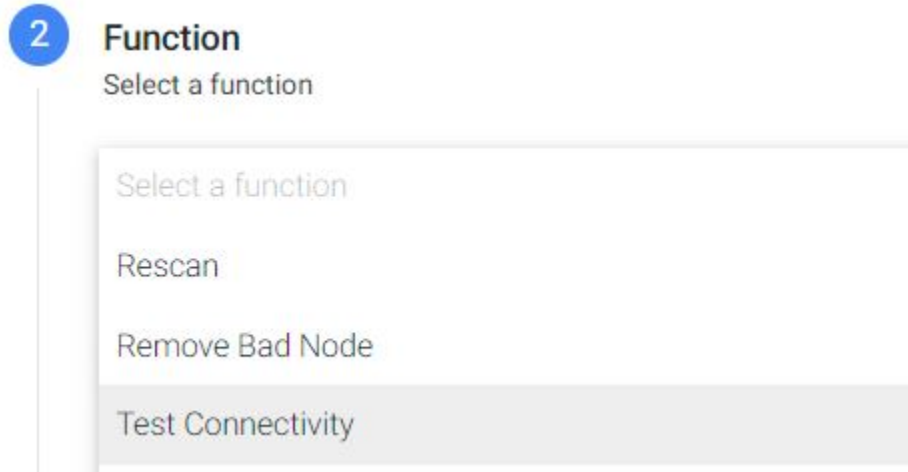 2
Function
Select a function
Select a function
Rescan
Remove Bad Node
Test Connectivity